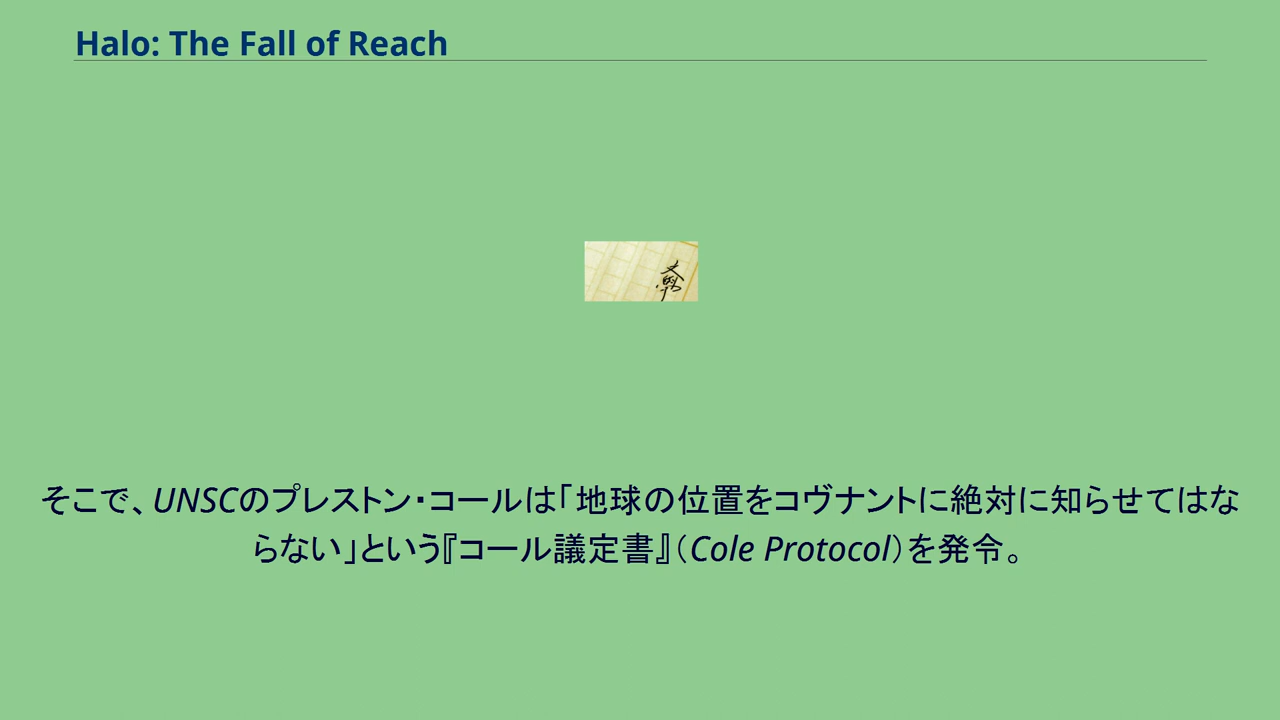 Halo: The Fall of Reach
そこで、UNSCのプレストン・コールは「地球の位置をコヴナントに絶対に知らせてはな
らない」という『コール議定書』（Cole Protocol）を発令。